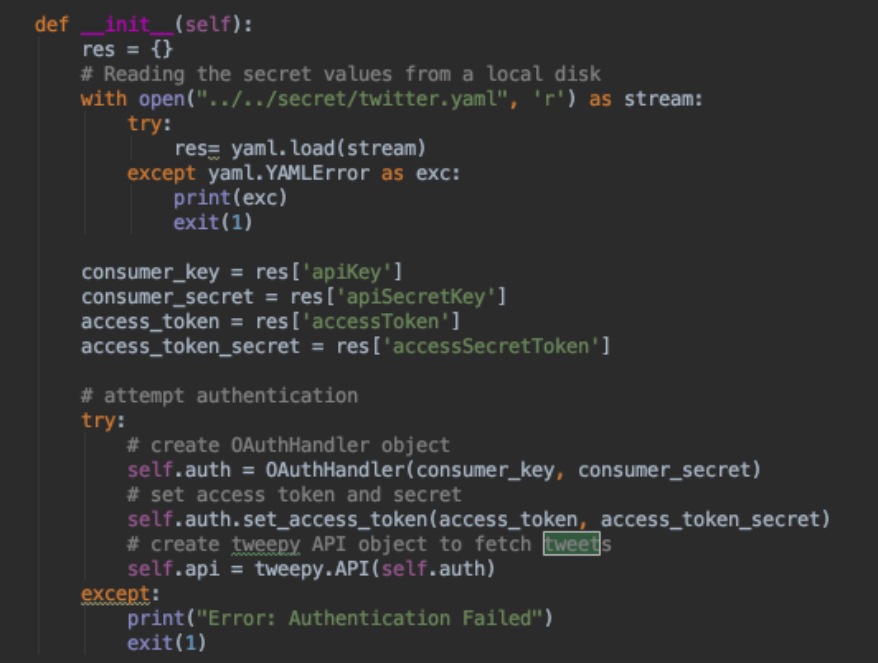 def __init__(self):
res = {}
# Reading the secret values from a local disk
with open("../../secret/twitter.yaml", 'r') as stream:
try:
res= yaml.load(stream)
except yaml.YAMLError as exc:
print(exc)
exit(1)
consumer_key = res['apiKey']
consumer_secret = res['apiSecretKey']
access_token = res['accessToken']
access_token_secret = res['accessSecretToken']
# attempt authentication
try:
# create OAuthHandler object
self.auth = OAuthHandler(consumer_key, consumer_secret)
# set access token and secret
self.auth.set_access_token(access_token, access_token_secret)
# create tweepy API object to fetch tweets
self.api = tweepy.API(self.auth)
except:
print("Error: Authentication Failed")
exit(1)